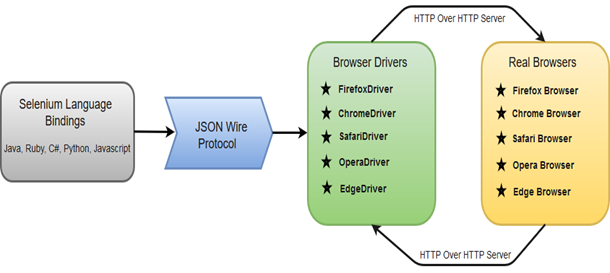 HTTP Over HTTP Server
Selenium Language
Bindings
Java, Ruby, C#, Python, Javascript
JSON Wire
Protocol
Browser Drivers
FirefoxDriver
ChromeDriver
SafariDriver
OperaDriver
EdgeDriver
Real Browsers
Firefox Browser
Chrome Browser
Safari Browser
Opera Browser
Edge Browser
HTTP Over HTTP Server